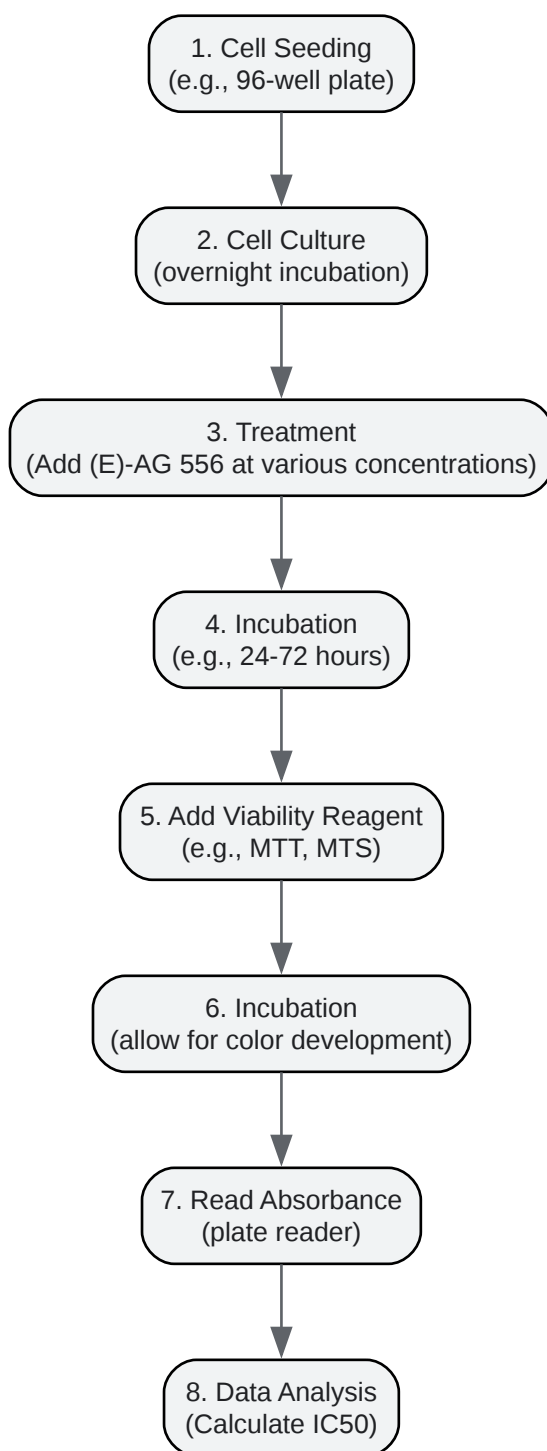 1. Cell Seeding
(e.g., 96-well plate)
2. Cell Culture
(overnight incubation)
3. Treatment
(Add (E)-AG 556 at various concentrations)
4. Incubation
(e.g., 24-72 hours)
5. Add Viability Reagent
(e.g., MTT, MTS)
6. Incubation
(allow for color development)
7. Read Absorbance
(plate reader)
8. Data Analysis
(Calculate IC50)